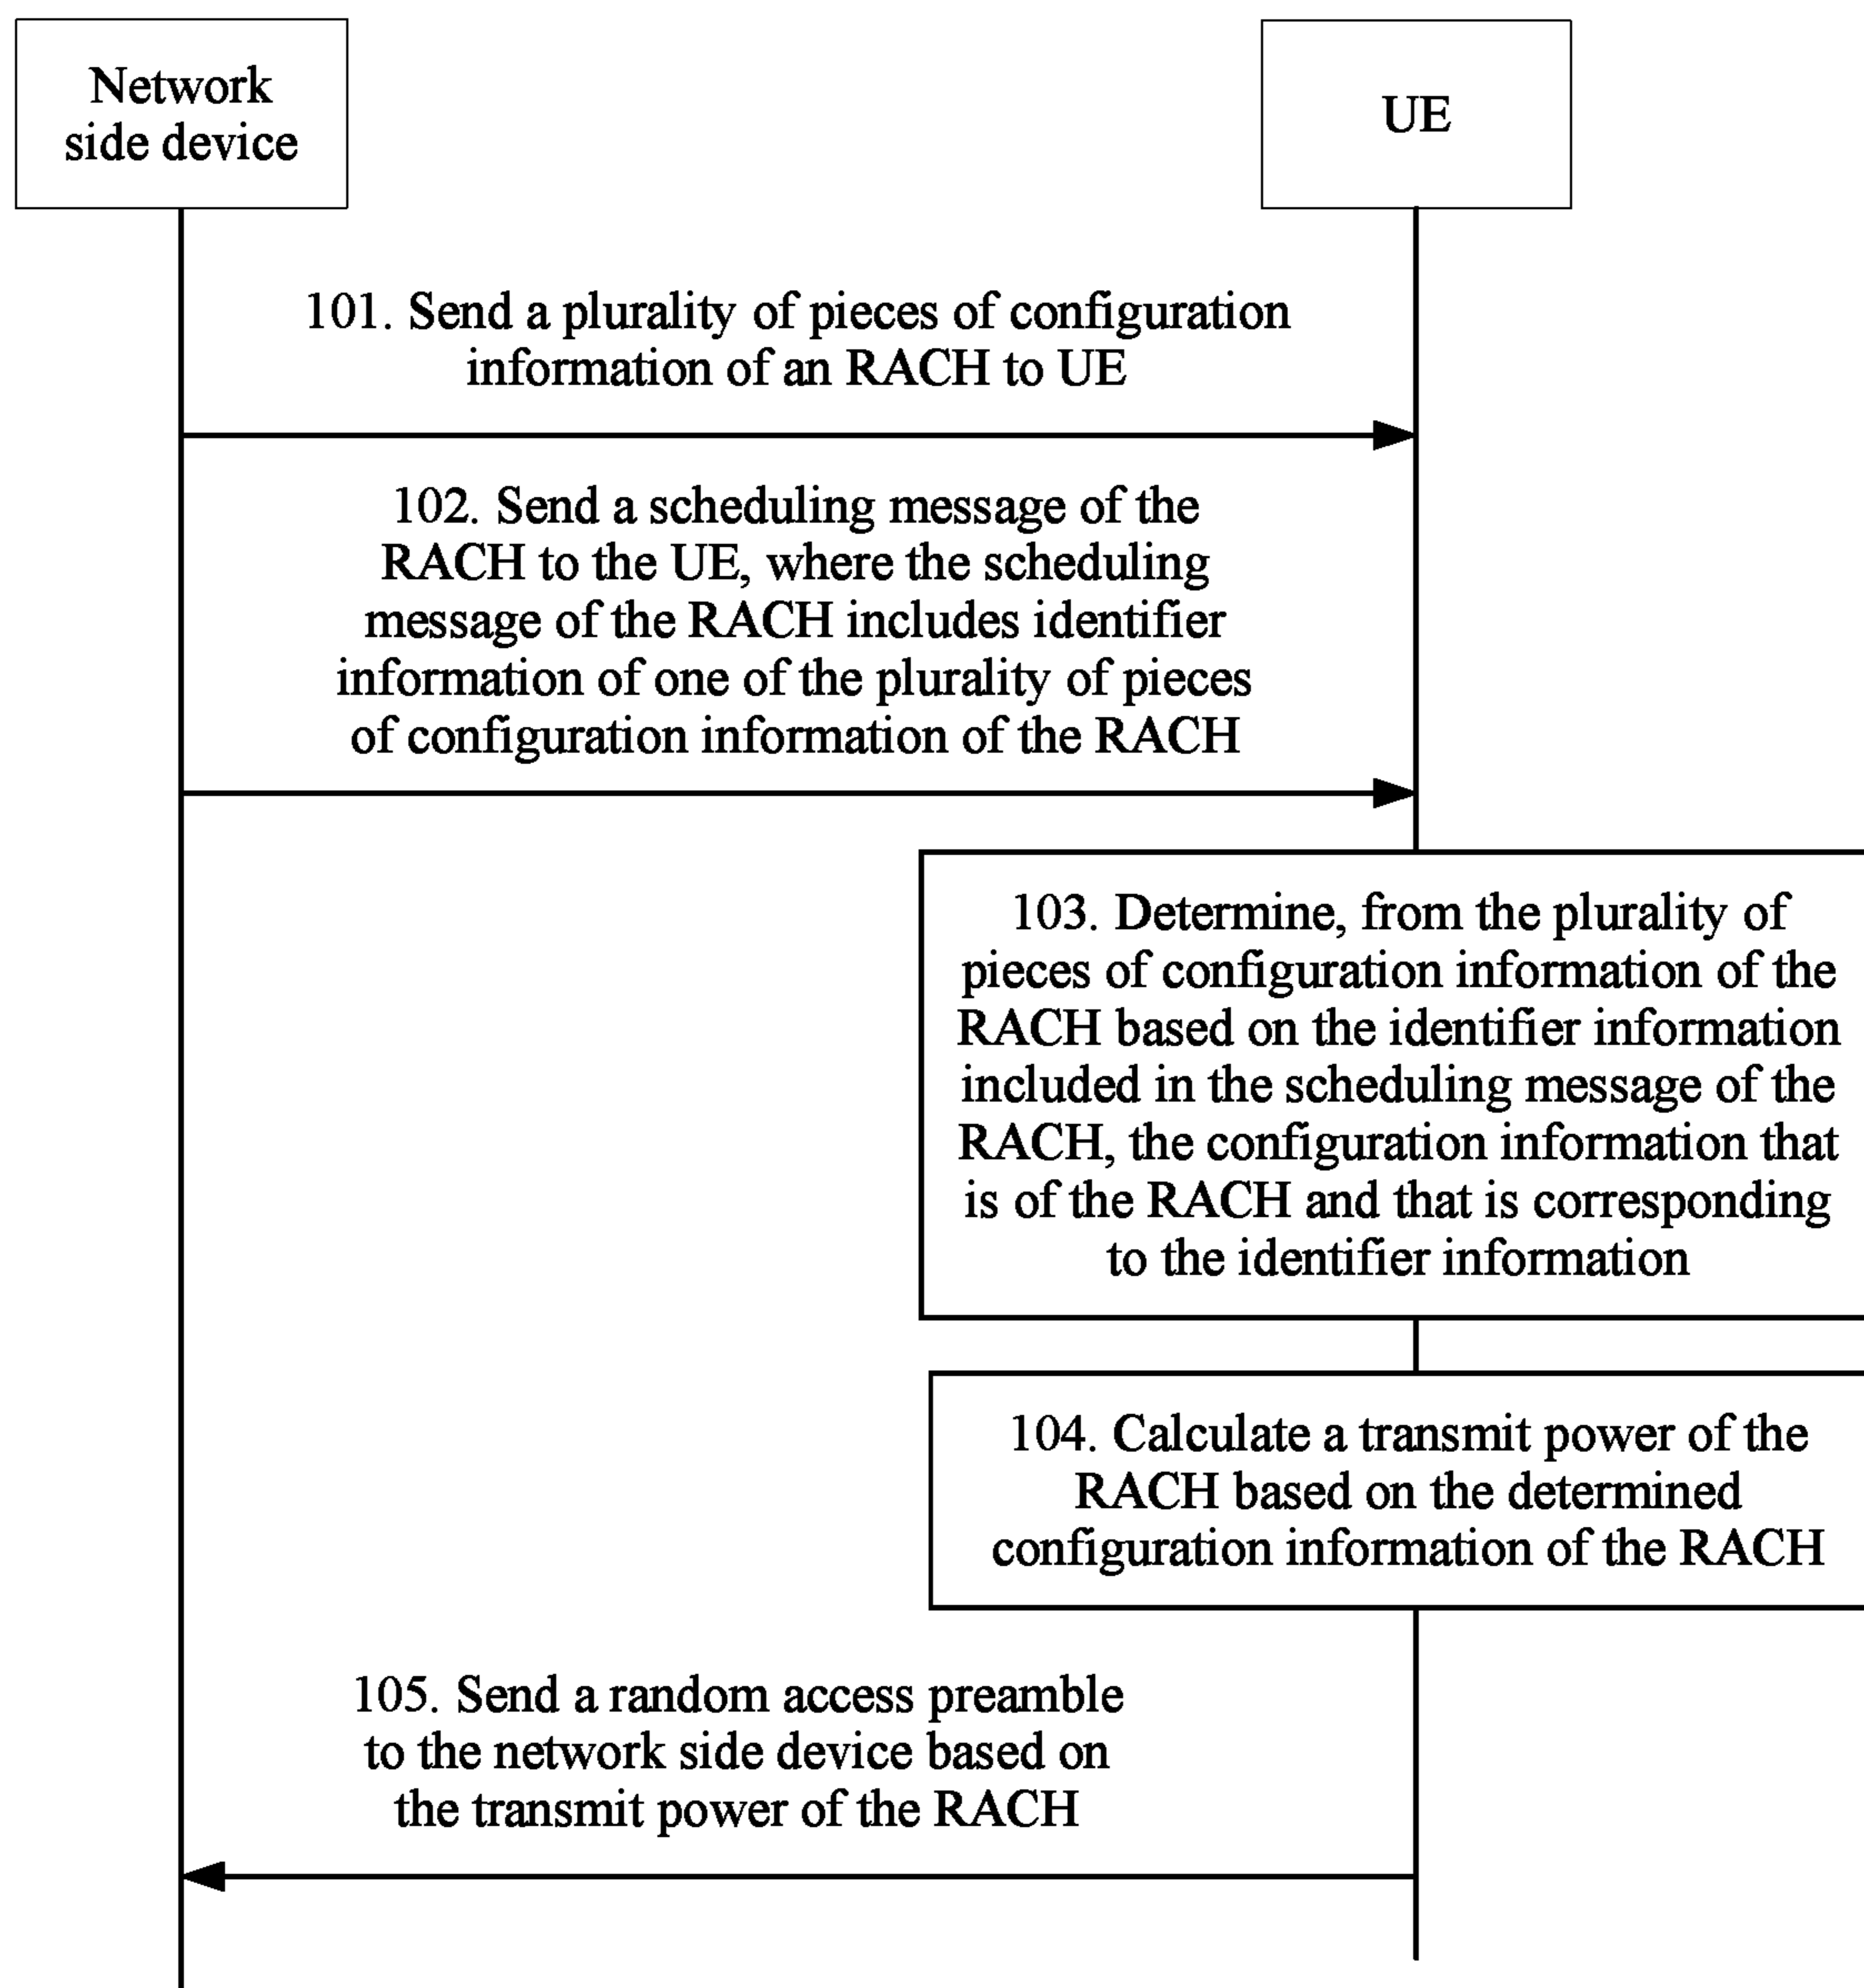 Network
side device
UE
101. Send a plurality of pieces of configuration
information of an RACH to UE
102. Send a scheduling message of the
RACH to the UE, where the scheduling
message of the RACH includes identifier
information of one of the plurality of pieces
of configuration information of the RACH
103. Determine, from the plurality of
pieces of configuration information of the
RACH based on the identifier information
included in the scheduling message of the
RACH, the configuration information that
is of the RACH and that is corresponding
to the identifier information
104. Calculate a transmit power of the
RACH based on the determined
configuration information of the RACH
105. Send a random access preamble
to the network side device based on
the transmit power of the RACH